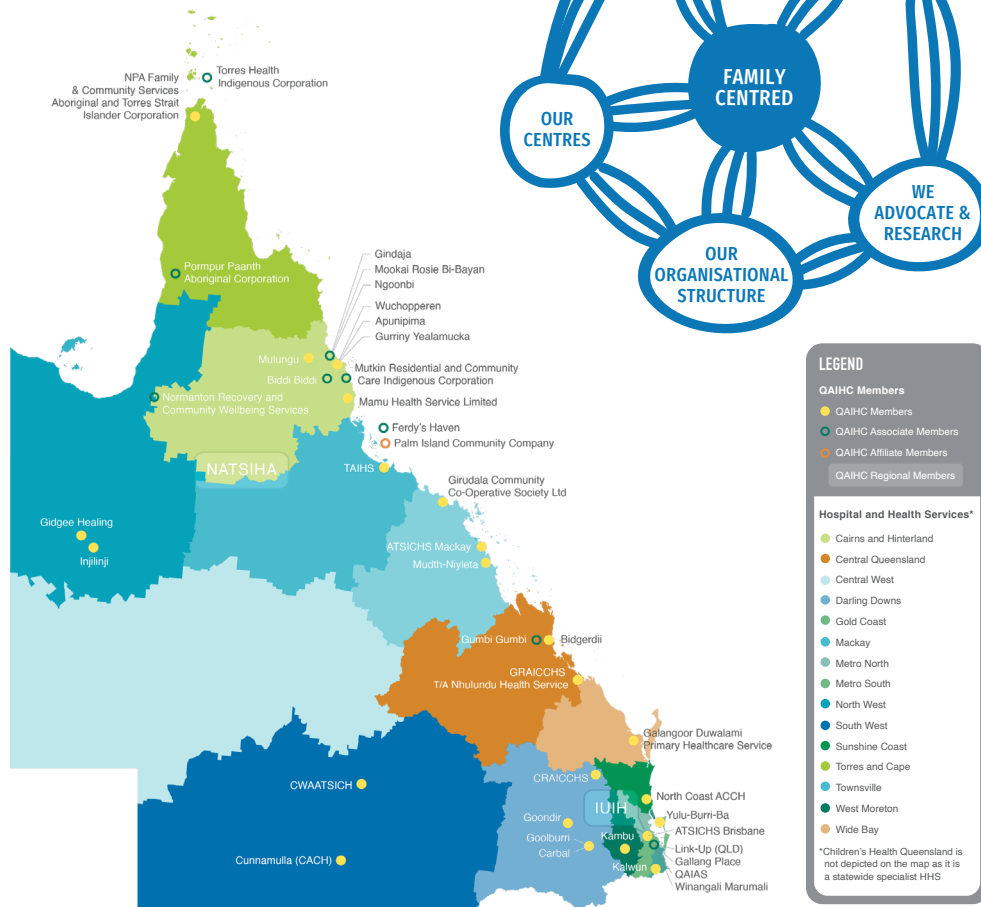 FAMILY
CENTRED
OUR
CENTRES
WE
ADVOCATE &
RESEARCH
OUR
ORGANISATIONAL
STRUCTURE
Torres Health
Indigenous Corporation
NPA Family
& Community Services
Aboriginal and Torres Strait
Islander Corporation
Pormpur Paanth
Aboriginal Corporation
Gindaja
Mookai Rosie Bi-Bayan
Ngoonbi
Wuchopperen
Apunipima
Gurriny Yealamucka
Mulungu
Biddi Biddi
Mutkin Residential and Community
Care Indigenous Corporation
Mamu Health Service Limited
Normanton Recovery and
Community Wellbeing Services
Ferdy's Haven
Palm Island Community Company
NATSIHA
TAIHS
Girudala Community
Co-Operative Society Ltd
Gidgee Healing
Injilinji
ATSICHS Mackay
Mudth-Niyleta
Gumbi Gumbi
Bidgerdii
GRAICCHS
T/A Nhulundu Health Service
Galangoor Duwalami
Primary Healthcare Service
CWAATSICH
CRAICCHS
North Coast ACCH
IUIH
Yulu-Burri-Ba
Goondir
ATSICHS Brisbane
Kambu
Goolburri
Link-Up (QLD)
Carbal
Gallang Place
Cunnamulla (CACH)
Kalwun
QAIAS
Winangali Marumali
LEGEND
QAIHC Members
QAIHC Members
QAIHC Associate Members
QAIHC Affiliate Members
QAIHC Regional Members
Hospital and Health Services*
Cairns and Hinterland
Central Queensland
Central West
Darling Downs
Gold Coast
Mackay
Metro North
Metro South
North West
South West
Sunshine Coast
Torres and Cape
Townsville
West Moreton
Wide Bay
*Children's Health Queensland is
not depicted on the map as it is
a statewide specialist HHS